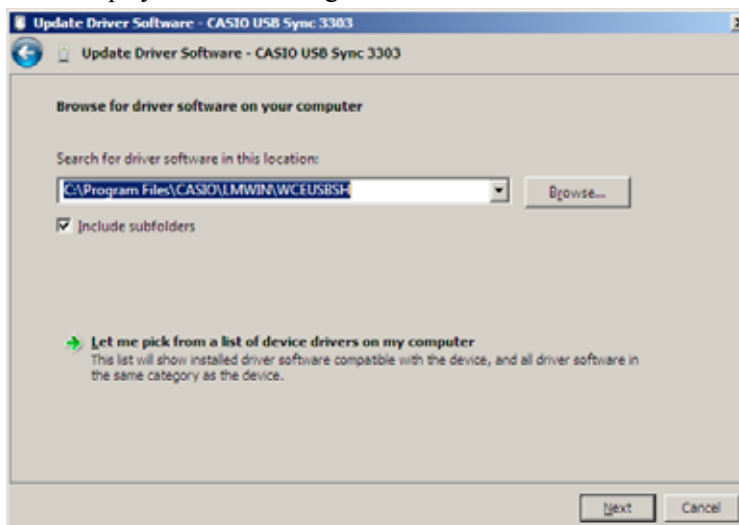 Update Driver Software - CASIO USB Sync 3303
Update Driver Software - CASIO USB Sync 3303
Browse for driver software on your computer
Search for driver software in this location:
C:\Program Files\CASIO\LMWIN\WCEUSBSH
Browse...
Include subfolders
Let me pick from a list of device drivers on my computer
This list will show installed driver software compatible with the device, and all driver software in
the same category as the device.
Next Cancel